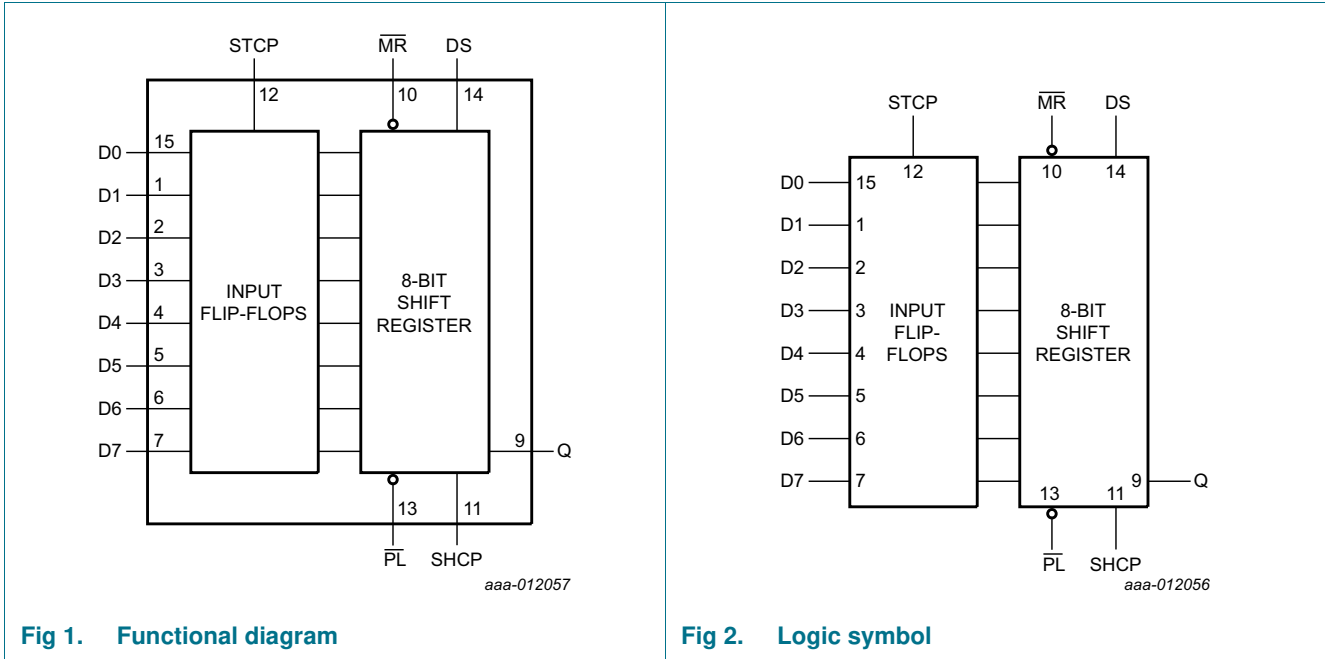 STCP M̅R̅ DS
12 10 14
D0 15
D1 1
D2 2
D3 3
D4 4
D5 5
D6 6
D7 7
INPUT
FLIP-FLOPS
8-BIT
SHIFT
REGISTER
9 Q
13 11
P̅L̅ SHCP
aaa-012057
Fig 1. Functional diagram
STCP M̅R̅ DS
12 10 14
D0 15
D1 1
D2 2
D3 3
D4 4
D5 5
D6 6
D7 7
INPUT
FLIP-
FLOPS
8-BIT
SHIFT
REGISTER
9 Q
13 11
P̅L̅ SHCP
aaa-012056
Fig 2. Logic symbol